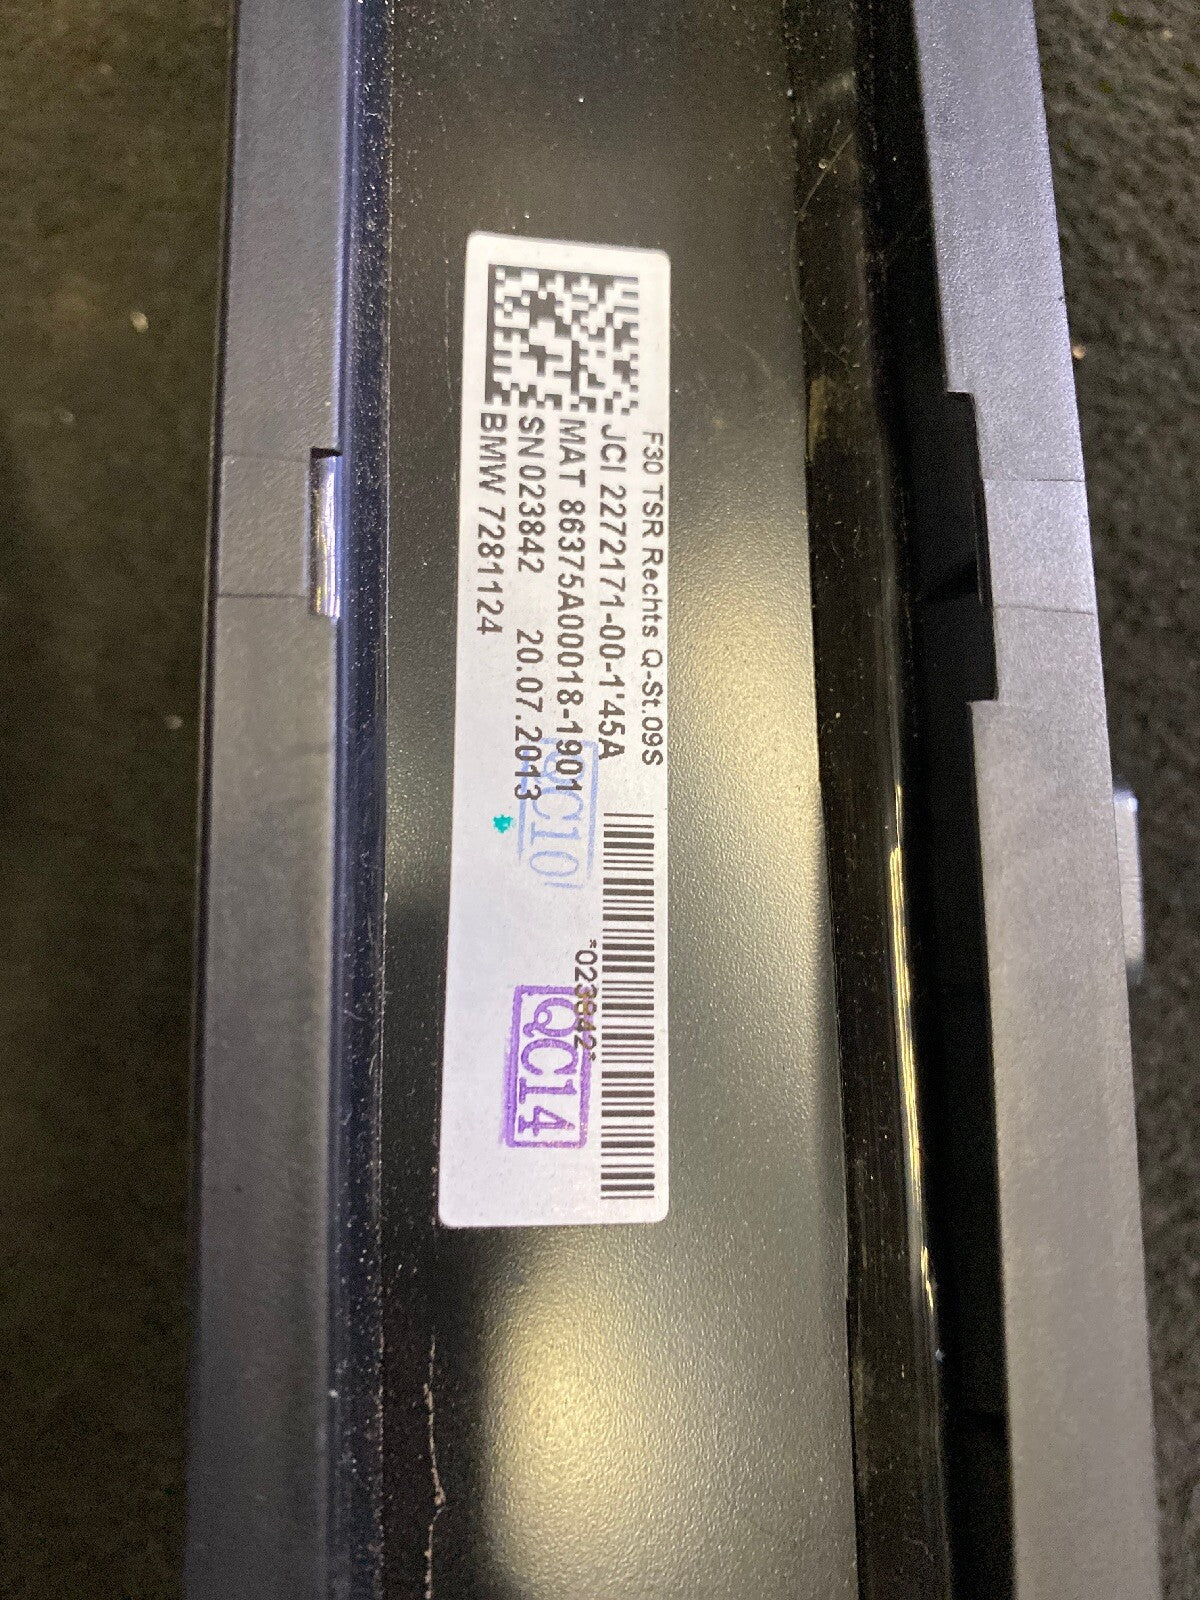 F30 TSR Rechts Q-St.09S
JCI 2272171-00-1'45A
MAT 86375A00018-1901
SN023842 20.07.2013
BMW 7281124
*023842*
QC10
QC14